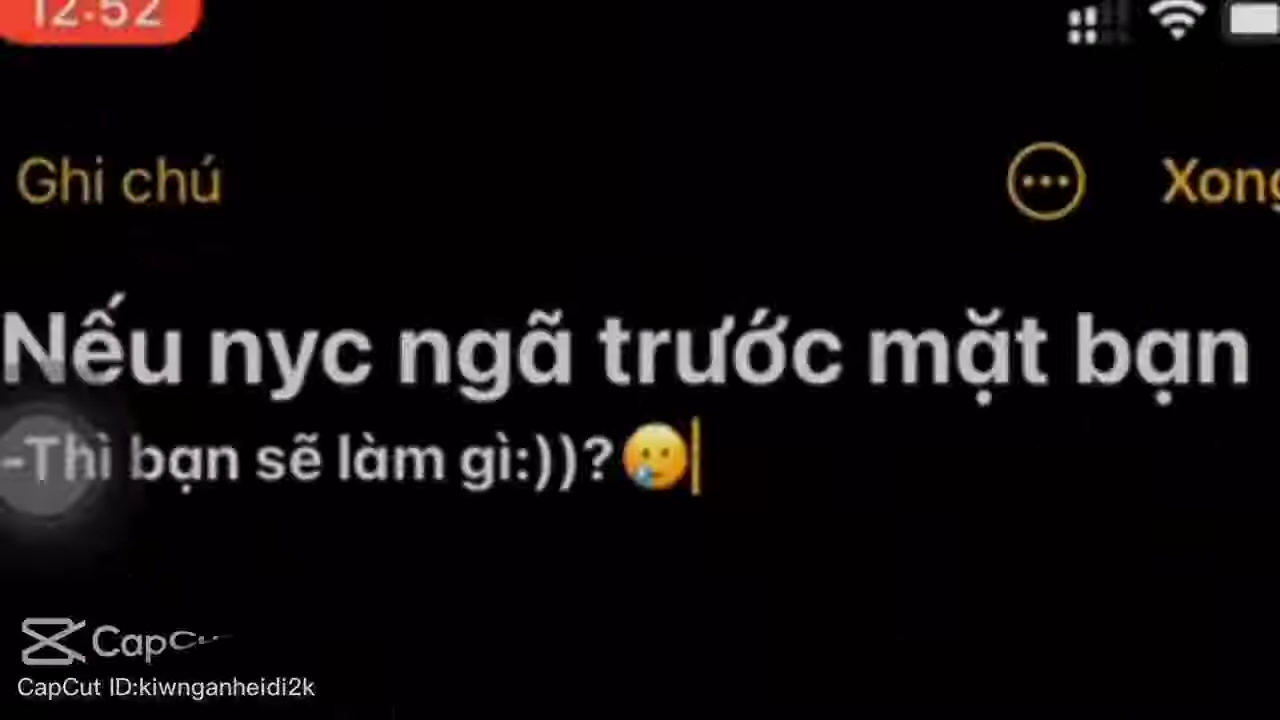 12:52
Ghi chú
Xong
Nếu nyc ngã trước mặt bạn
-Thì bạn sẽ làm gì:))?🥲
CapCut
CapCut ID:kiwnganheidi2k